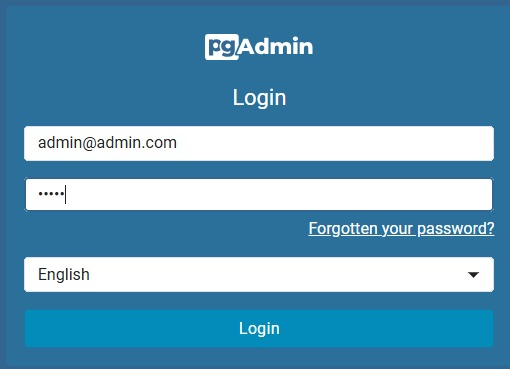 pgAdmin
Login
admin@admin.com
•••••
Forgotten your password?
English
Login